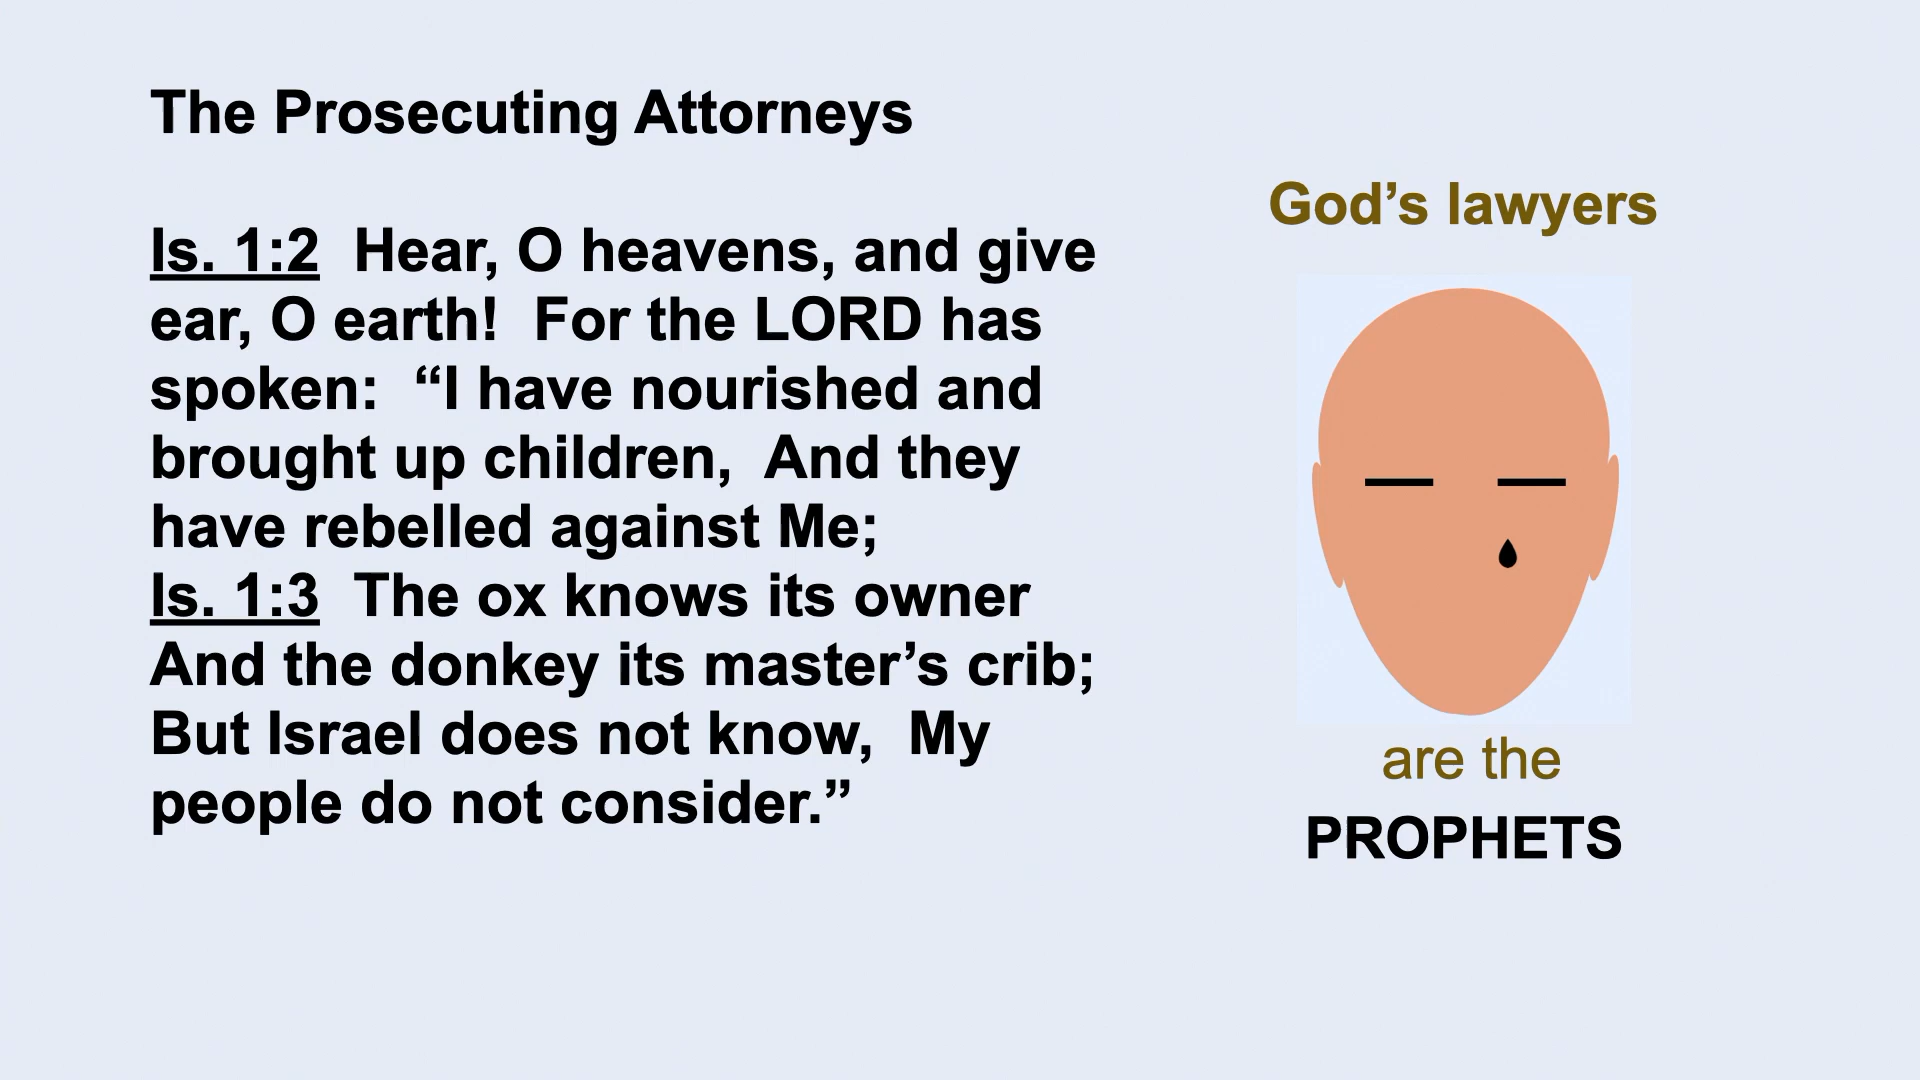 The Prosecuting Attorneys
Is. 1:2  Hear, O heavens, and give
ear, O earth!  For the LORD has
spoken:  “I have nourished and
brought up children,  And they
have rebelled against Me;
Is. 1:3  The ox knows its owner
And the donkey its master’s crib;
But Israel does not know,  My
people do not consider.”
God’s lawyers
are the
PROPHETS